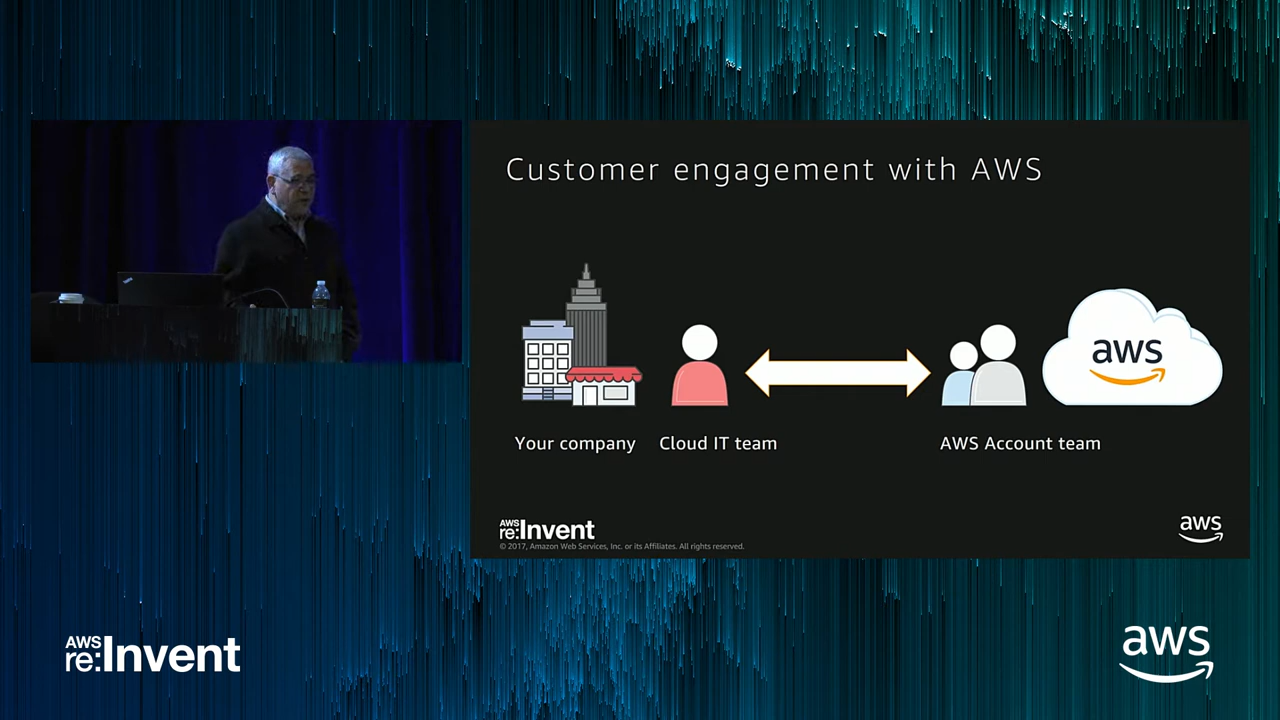 Customer engagement with AWS
aws
Your company
Cloud IT team
AWS Account team
AWS
re:Invent
© 2017, Amazon Web Services, Inc. or its Affiliates. All rights reserved.
aws
AWS
re:Invent
aws